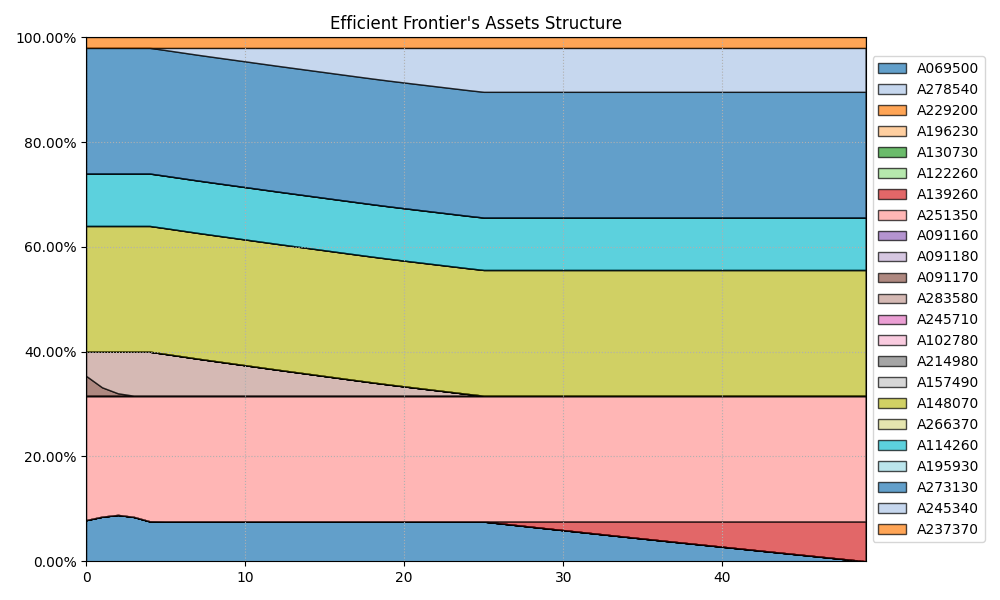 Efficient Frontier's Assets Structure
100.00%
80.00%
60.00%
40.00%
20.00%
0.00%
0
10
20
30
40
A069500
A278540
A229200
A196230
A130730
A122260
A139260
A251350
A091160
A091180
A091170
A283580
A245710
A102780
A214980
A157490
A148070
A266370
A114260
A195930
A273130
A245340
A237370